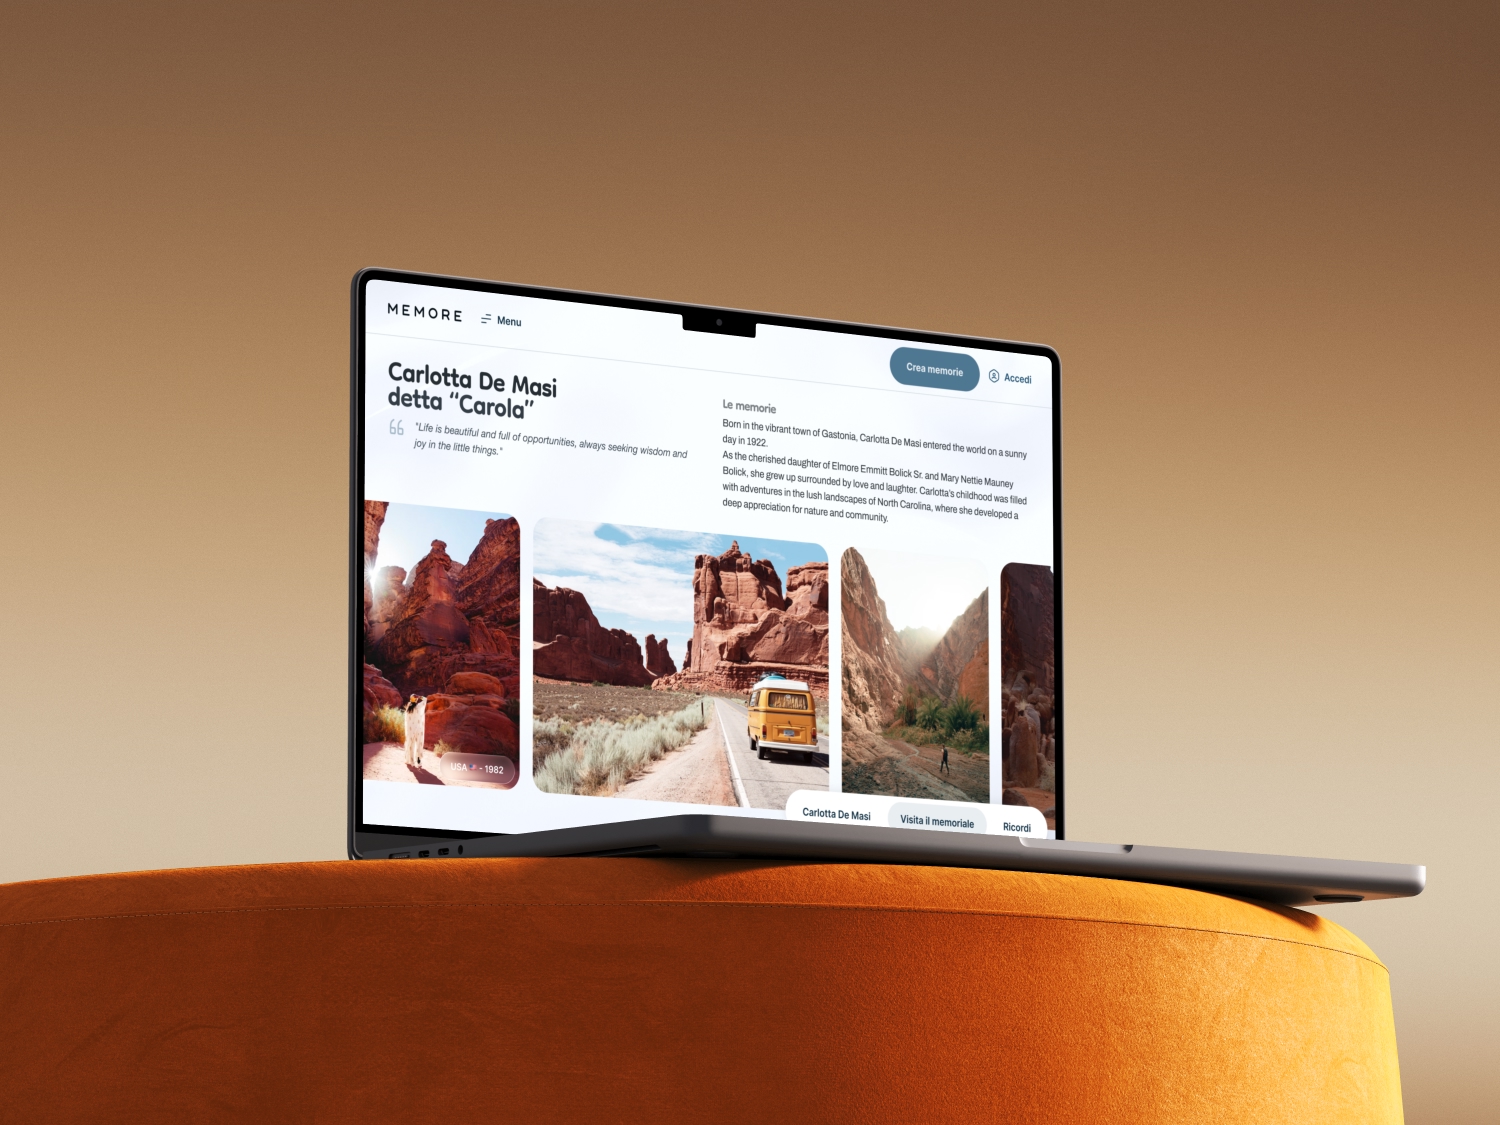 MEMORE
Menu
Crea memorie
Accedi
Carlotta De Masi
detta “Carola”
"Life is beautiful and full of opportunities, always seeking wisdom and
joy in the little things."
Le memorie
Born in the vibrant town of Gastonia, Carlotta De Masi entered the world on a sunny
day in 1922.
As the cherished daughter of Elmore Emmitt Bolick Sr. and Mary Nettie Mauney
Bolick, she grew up surrounded by love and laughter. Carlotta's childhood was filled
with adventures in the lush landscapes of North Carolina, where she developed a
deep appreciation for nature and community.
USA 🇺🇸 - 1982
Carlotta De Masi
Visita il memoriale
Ricordi